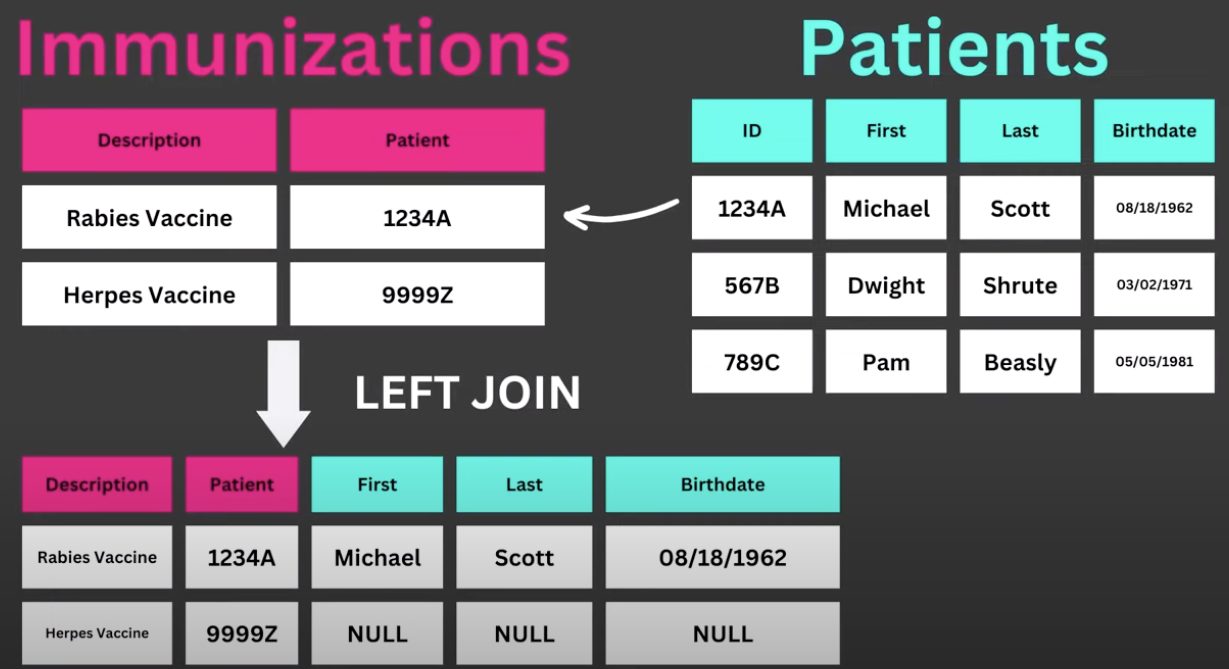 Immunizations
Patients
Description Patient
Rabies Vaccine 1234A
Herpes Vaccine 9999Z
ID First Last Birthdate
1234A Michael Scott 08/18/1962
567B Dwight Shrute 03/02/1971
789C Pam Beasly 05/05/1981
LEFT JOIN
Description Patient First Last Birthdate
Rabies Vaccine 1234A Michael Scott 08/18/1962
Herpes Vaccine 9999Z NULL NULL NULL